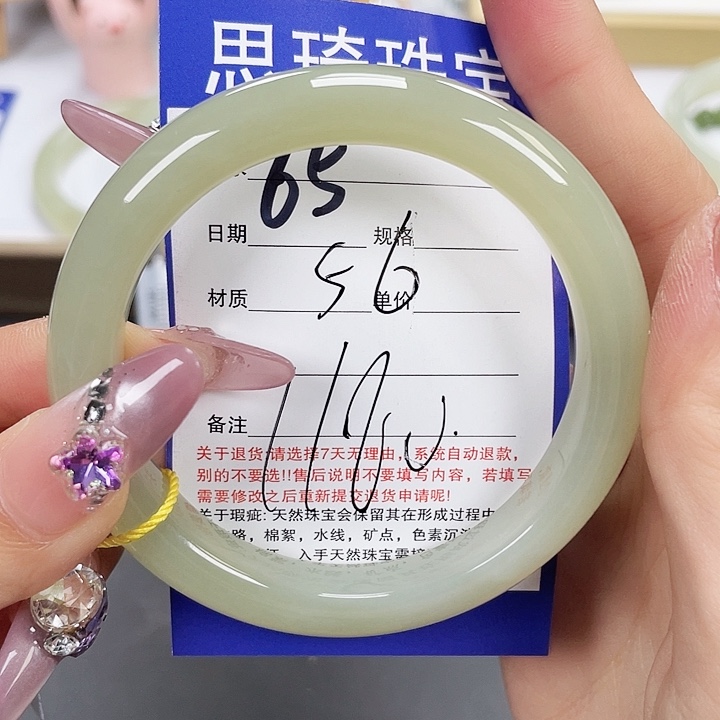 思琦珠宝
65
日期 规格
56
材质 单价
备注
关于退货:请选择7天无理由,系统自动退款,
别的不要选!!售后说明不要填写内容，若填写
需要修改之后重新提交退货申请呢!
关于瑕疵: 天然珠宝会保留其在形成过程中
路，棉絮，水线，矿点，色素沉
入手天然珠宝需